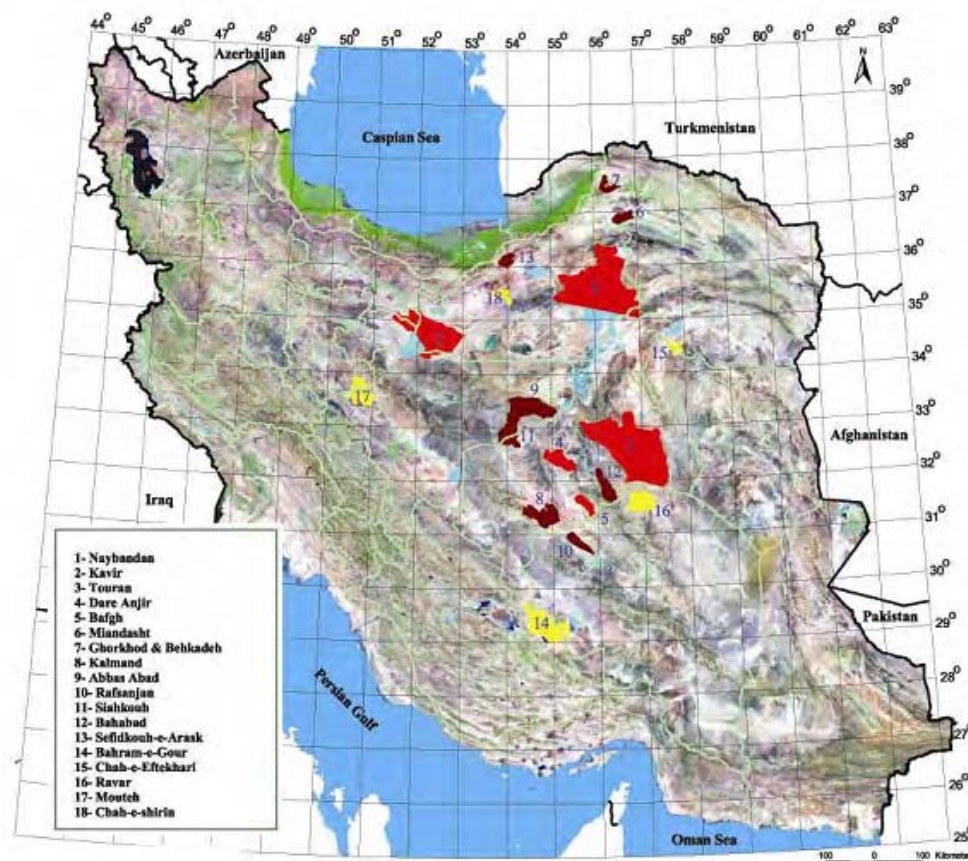 44° 45° 46° 47° 48° 49° 50° 51° 52° 53° 54° 55° 56° 57° 58° 59° 60° 61° 62° 63°
Azerbaijan
N
39°
Caspian Sea
Turkmenistan
38°
7
37°
6
13
36°
18
35°
15
34°
17
9
33°
11
4
Afghanistan
32°
Iraq
8
5
16
31°
10
30°
14
29°
Pakistan
28°
Persian Gulf
27°
26°
25°
Oman Sea
100 0 100 Kilometers
1- Naybandan
2- Kavir
3- Touran
4- Dare Anjir
5- Bafgh
6- Miandasht
7- Ghorkhod & Behkadeh
8- Kalmand
9- Abbas Abad
10- Rafsanjan
11- Siahkouh
12- Bahabad
13- Sefidkouh-e-Arask
14- Bahram-e-Gour
15- Chah-e-Eftekhari
16- Ravar
17- Mouteh
18- Chah-e-shirin